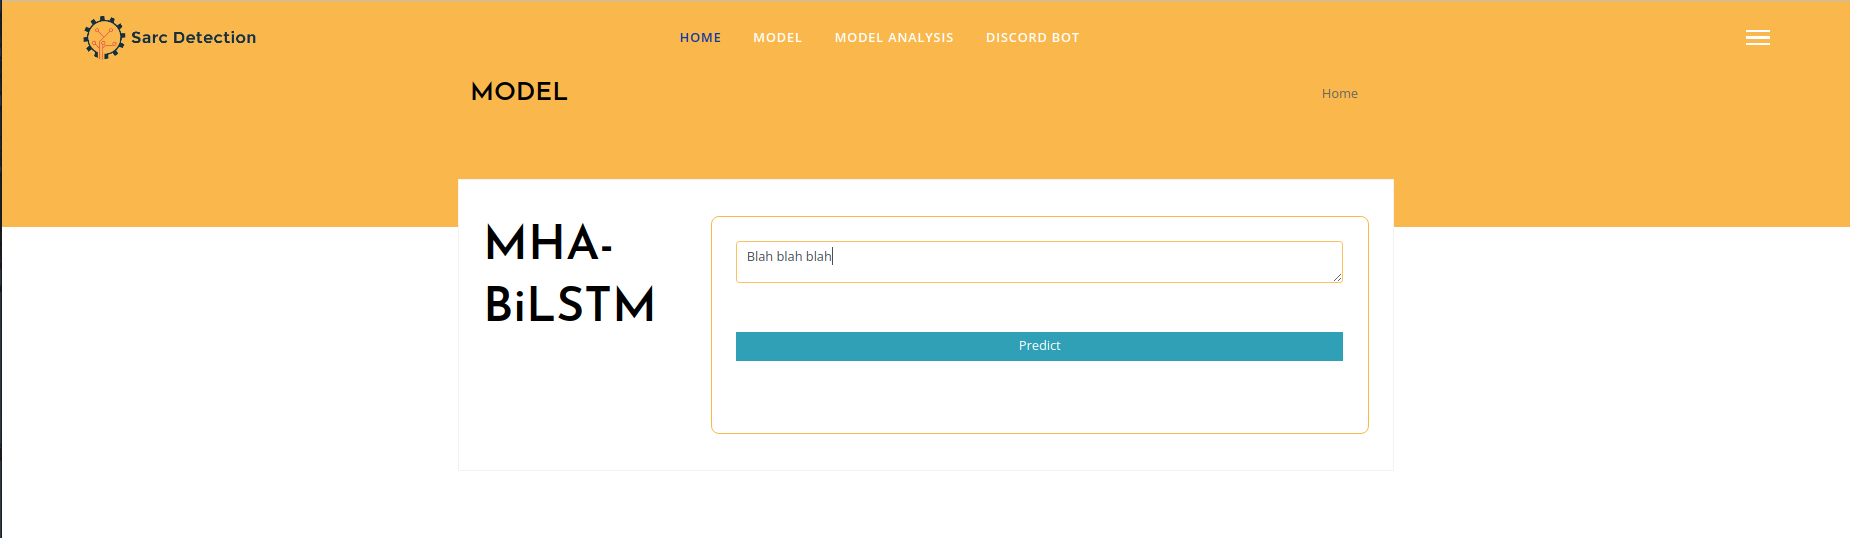 Sarc Detection
HOME MODEL MODEL ANALYSIS DISCORD BOT
MODEL
Home
MHA-
BiLSTM
Blah blah blah
Predict